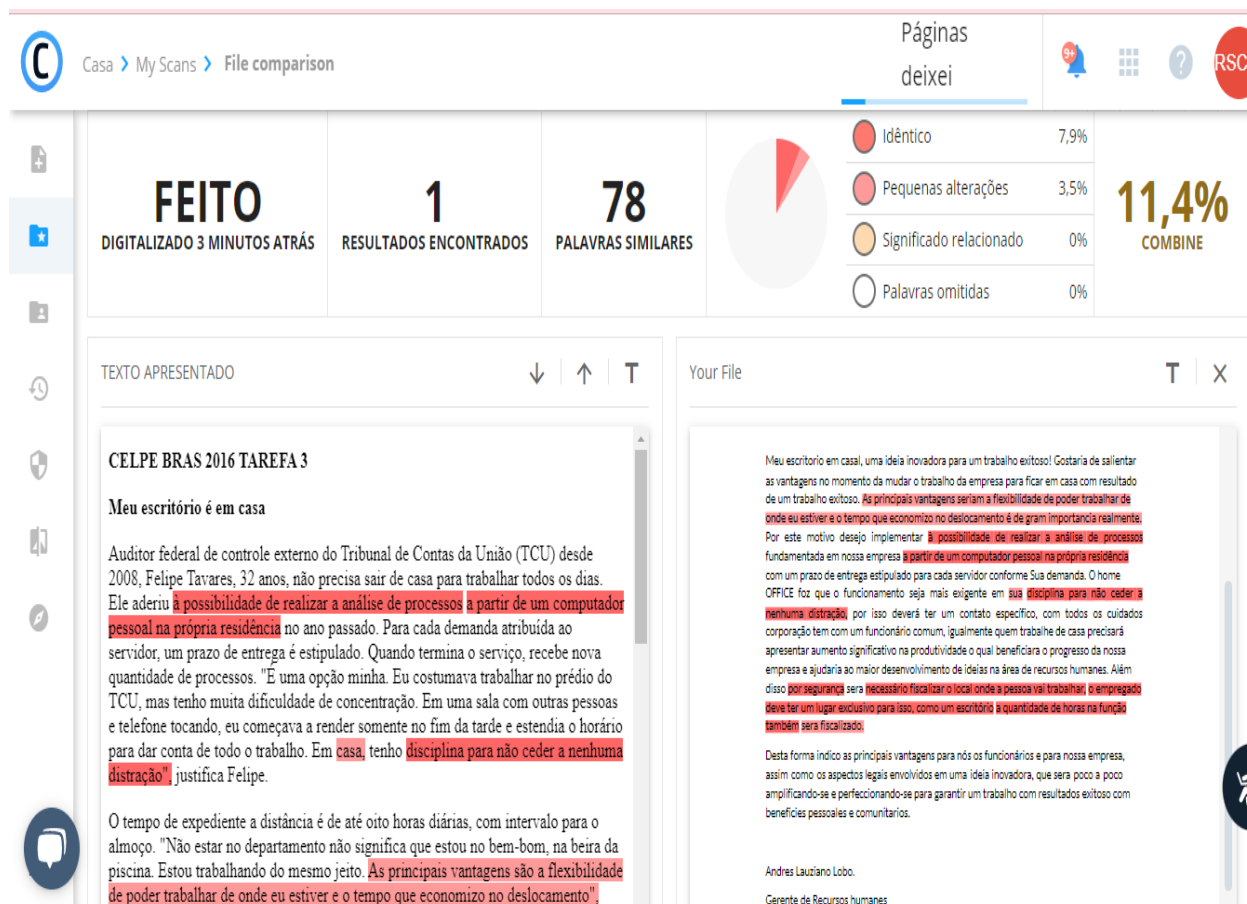 Páginas
deixei
C
Casa > My Scans > File comparison
9+
?
RSC
FEITO
DIGITALIZADO 3 MINUTOS ATRÁS
1
RESULTADOS ENCONTRADOS
78
PALAVRAS SIMILARES
Idêntico 7,9%
Pequenas alterações 3,5%
Significado relacionado 0%
Palavras omitidas 0%
11,4%
COMBINE
TEXTO APRESENTADO
T
CELPE BRAS 2016 TAREFA 3
Meu escritório é em casa
Auditor federal de controle externo do Tribunal de Contas da União (TCU) desde
2008, Felipe Tavares, 32 anos, não precisa sair de casa para trabalhar todos os dias.
Ele aderiu à possibilidade de realizar a análise de processos a partir de um computador
pessoal na própria residência no ano passado. Para cada demanda atribuída ao
servidor, um prazo de entrega é estipulado. Quando termina o serviço, recebe nova
quantidade de processos. "É uma opção minha. Eu costumava trabalhar no prédio do
TCU, mas tenho muita dificuldade de concentração. Em uma sala com outras pessoas
e telefone tocando, eu começava a render somente no fim da tarde e estendia o horário
para dar conta de todo o trabalho. Em casa, tenho disciplina para não ceder a nenhuma
distração", justifica Felipe.
O tempo de expediente a distância é de até oito horas diárias, com intervalo para o
almoço. "Não estar no departamento não significa que estou no bem-bom, na beira da
piscina. Estou trabalhando do mesmo jeito. As principais vantagens são a flexibilidade
de poder trabalhar de onde eu estiver e o tempo que economizo no deslocamento",
Your File
T
X
Meu escritorio em casal, uma ideia inovadora para um trabalho exitoso! Gostaria de salientar
as vantagens no momento da mudar o trabalho da empresa para ficar em casa com resultado
de um trabalho exitoso. As principais vantagens seriam a flexibilidade de poder trabalhar de
onde eu estiver e o tempo que economizo no deslocamento é de gram importancia realmente.
Por este motivo desejo implementar à possibilidade de realizar a análise de processos
fundamentada em nossa empresa a partir de um computador pessoal na própria residência
com um prazo de entrega estipulado para cada servidor conforme Sua demanda. O home
OFFICE foz que o funcionamento seja mais exigente em sua disciplina para não ceder a
nenhuma distração, por isso deverá ter um contato específico, com todos os cuidados
corporação tem com um funcionário comum, igualmente quem trabalhe de casa precisará
apresentar aumento significativo na produtividade o qual beneficiara o progresso da nossa
empresa e ajudaria ao maior desenvolvimento de ideias na área de recursos humanes. Além
disso por segurança sera necessário fiscalizar o local onde a pessoa vai trabalhar, o empregado
deve ter um lugar exclusivo para isso, como um escritório a quantidade de horas na função
também sera fiscalizado.
Desta forma indico as principais vantagens para nós os funcionários e para nossa empresa,
assim como os aspectos legais envolvidos em uma ideia inovadora, que sera poco a poco
amplificando-se e perfeccionando-se para garantir um trabalho com resultados exitoso com
beneficies pessoales e comunitarios.
Andres Lauziano Lobo.
Gerente de Recursos humanes